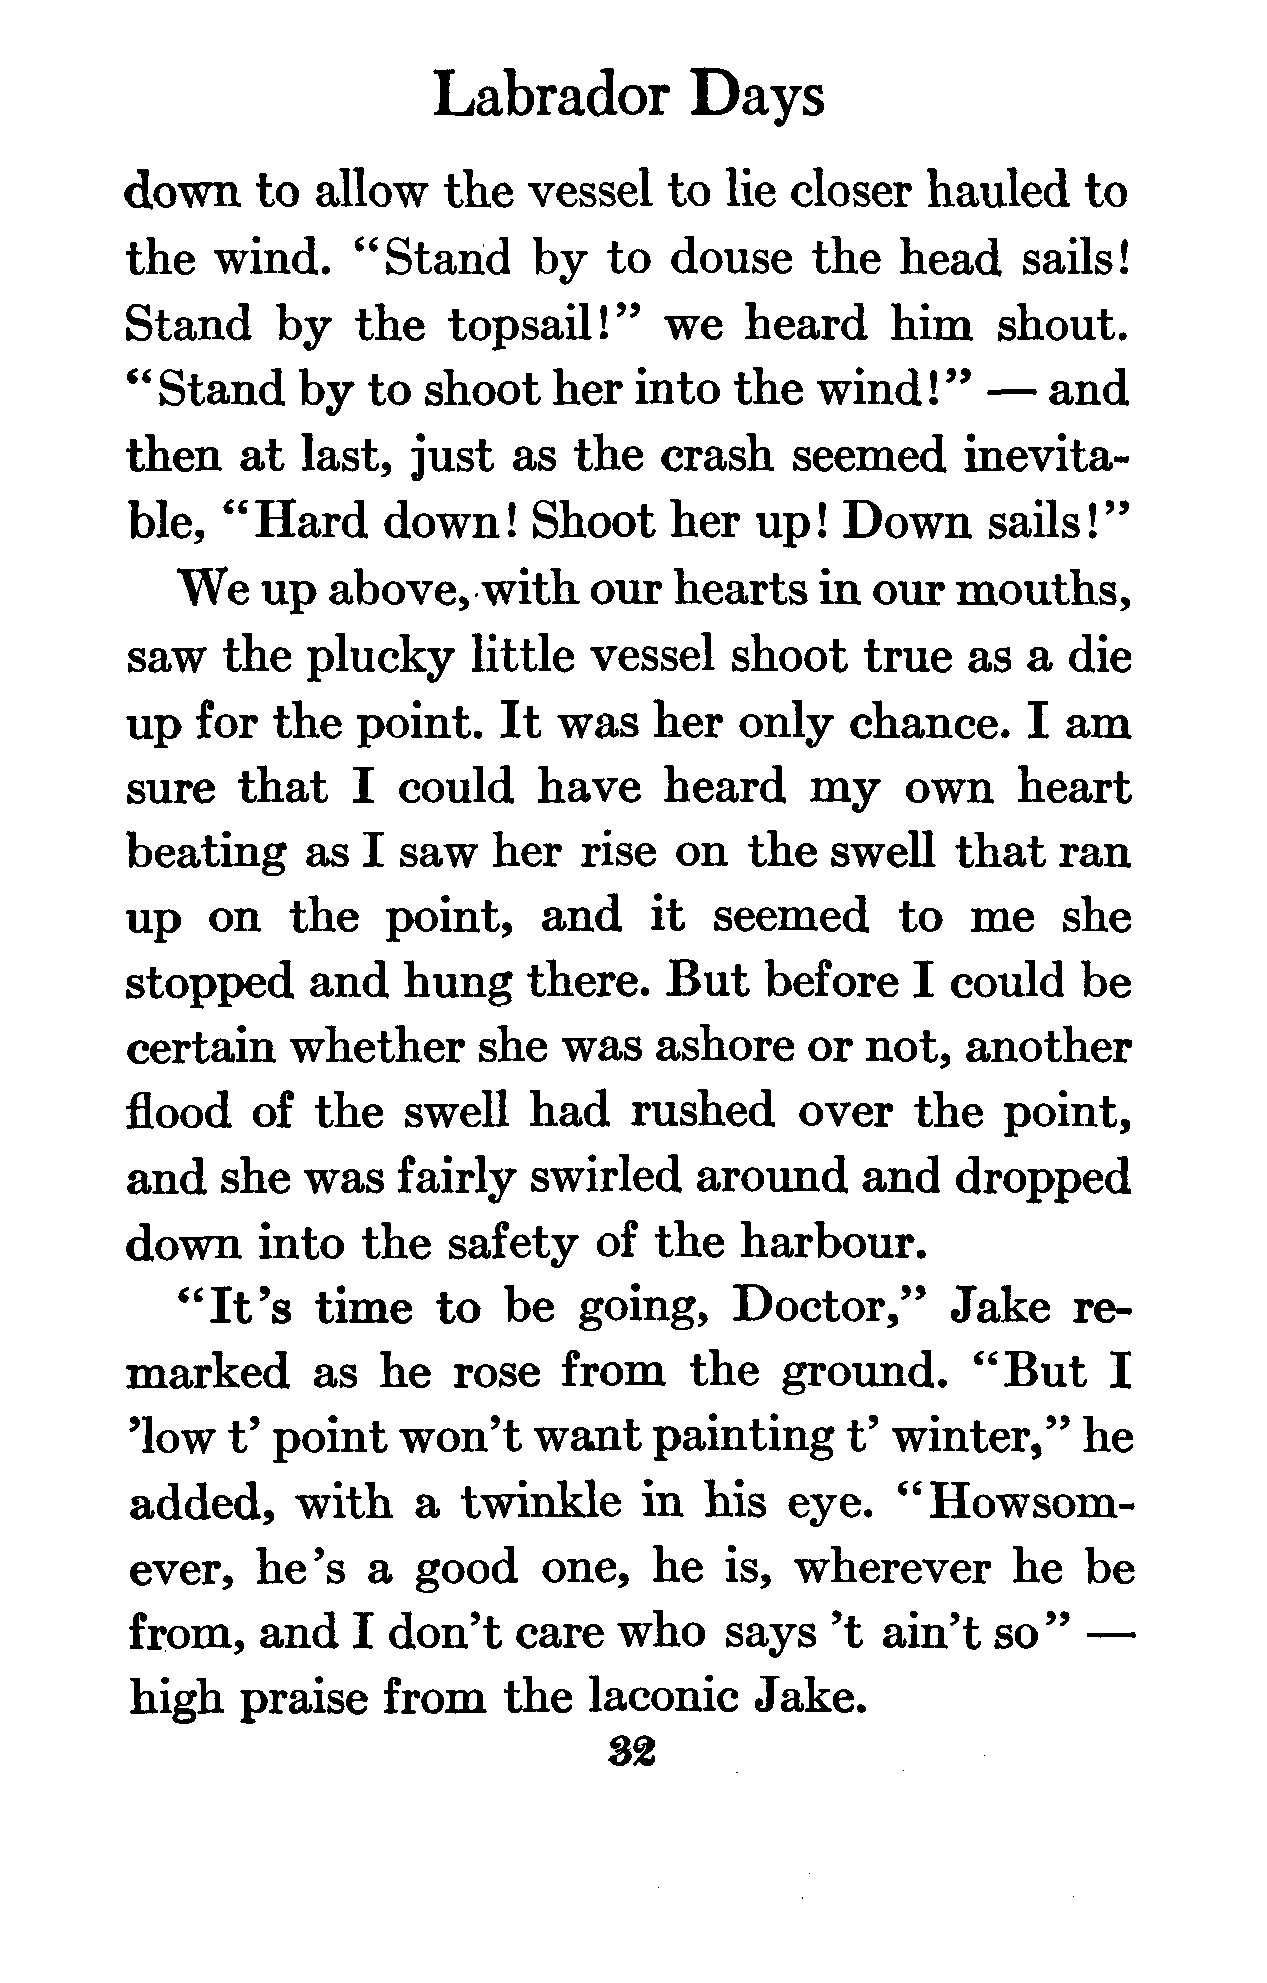 Labrador Days
down to allow the vessel to lie closer hauled to
the wind. “Stand by to douse the head sails!
Stand by the topsail!” we heard him shout.
“Stand by to shoot her into the wind!” — and
then at last, just as the crash seemed inevita-
ble, “Hard down! Shoot her up! Down sails!”
We up above, with our hearts in our mouths,
saw the plucky little vessel shoot true as a die
up for the point. It was her only chance. I am
sure that I could have heard my own heart
beating as I saw her rise on the swell that ran
up on the point, and it seemed to me she
stopped and hung there. But before I could be
certain whether she was ashore or not, another
flood of the swell had rushed over the point,
and she was fairly swirled around and dropped
down into the safety of the harbour.
“It’s time to be going, Doctor,” Jake re-
marked as he rose from the ground. “But I
’low t’ point won’t want painting t’ winter,” he
added, with a twinkle in his eye. “Howsom-
ever, he’s a good one, he is, wherever he be
from, and I don’t care who says ’t ain’t so” —
high praise from the laconic Jake.
32